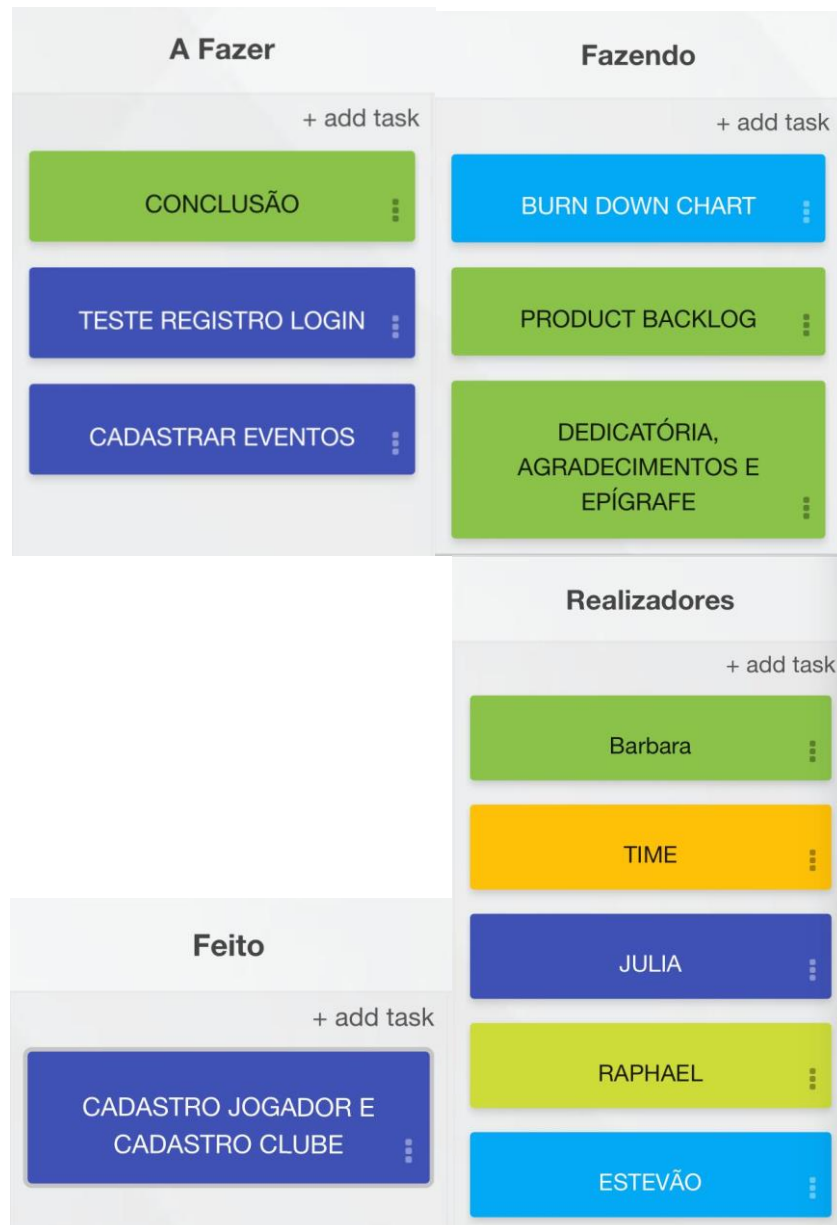 A Fazer
+ add task
CONCLUSÃO
TESTE REGISTRO LOGIN
CADASTRAR EVENTOS
Fazendo
+ add task
BURN DOWN CHART
PRODUCT BACKLOG
DEDICATÓRIA,
AGRADECIMENTOS E
EPÍGRAFE
Feito
+ add task
CADASTRO JOGADOR E
CADASTRO CLUBE
Realizadores
+ add task
Barbara
TIME
JULIA
RAPHAEL
ESTEVÃO